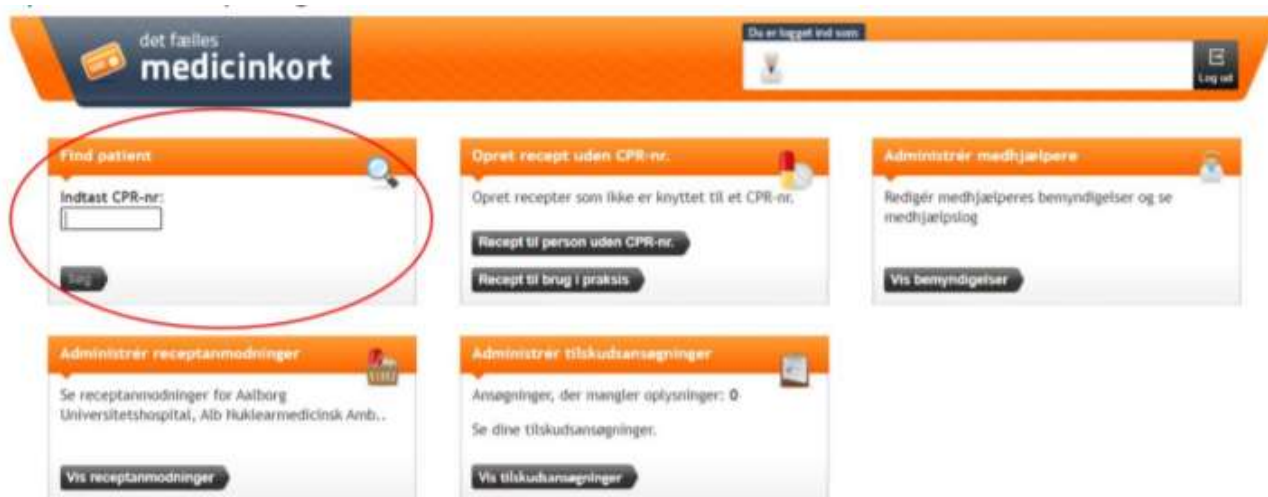 det fælles
medicinkort
Du er logget ind som
Log ud
Find patient
Indtast CPR-nr:
Søg
Opret recept uden CPR-nr.
Opret recepter som ikke er knyttet til et CPR-nr.
Recept til person uden CPR-nr.
Recept til brug i praksis
Administrér medhjælpere
Redigér medhjælperes bemyndigelser og se
medhjælpslog
Vis bemyndigelser
Administrér receptanmodninger
Se receptanmodninger for Aalborg
Universitetshospital, Alb Nuklearmedicinsk Amb..
Vis receptanmodninger
Administrér tilskudsansøgninger
Ansøgninger, der mangler oplysninger: 0
Se dine tilskudsansøgninger.
Vis tilskudsansøgninger